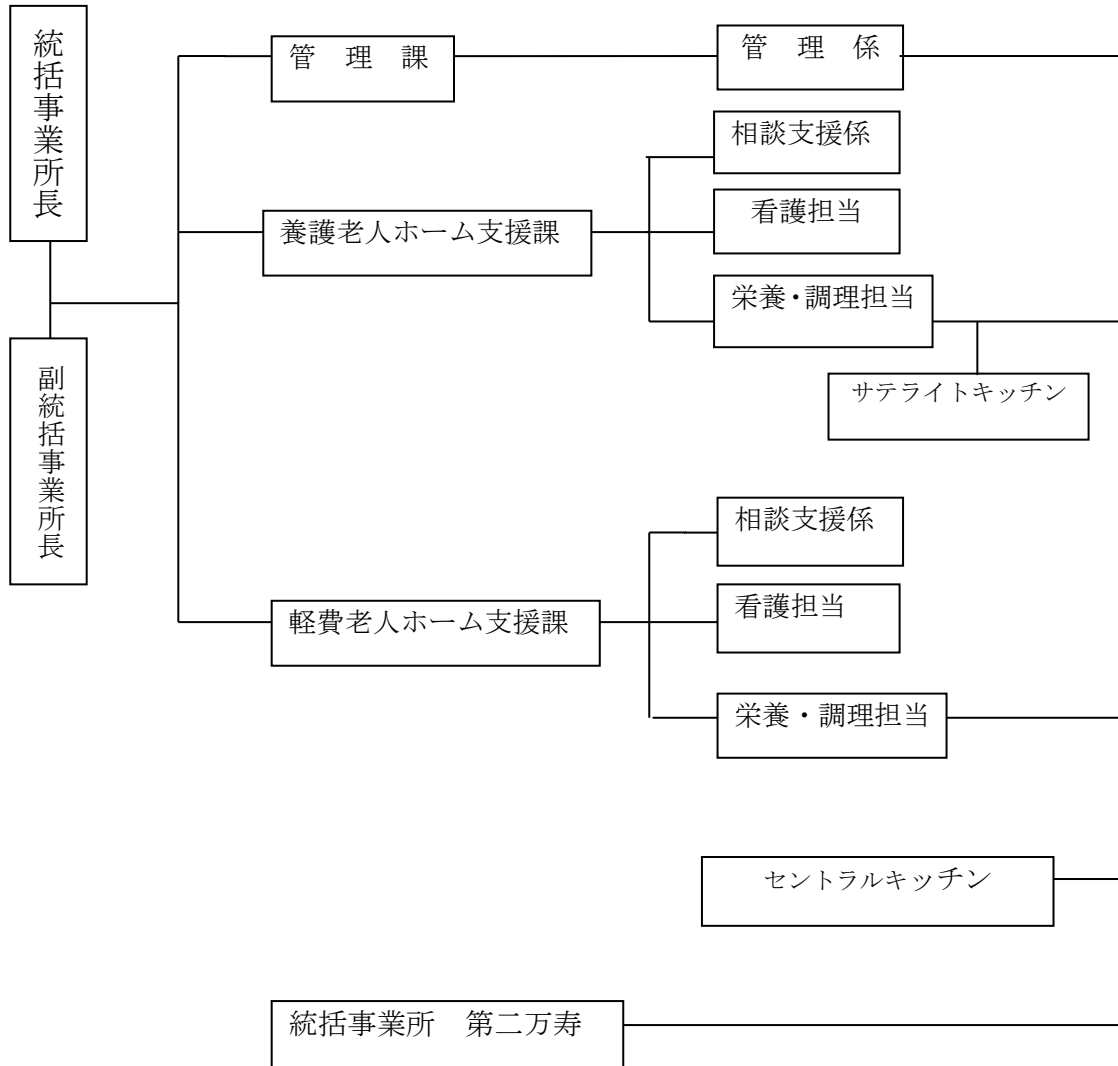 統括事業所長
副統括事業所長
管　理　課
管　理　係
養護老人ホーム支援課
相談支援係
看護担当
栄養・調理担当
サテライトキッチン
軽費老人ホーム支援課
相談支援係
看護担当
栄養・調理担当
セントラルキッチン
統括事業所　第二万寿